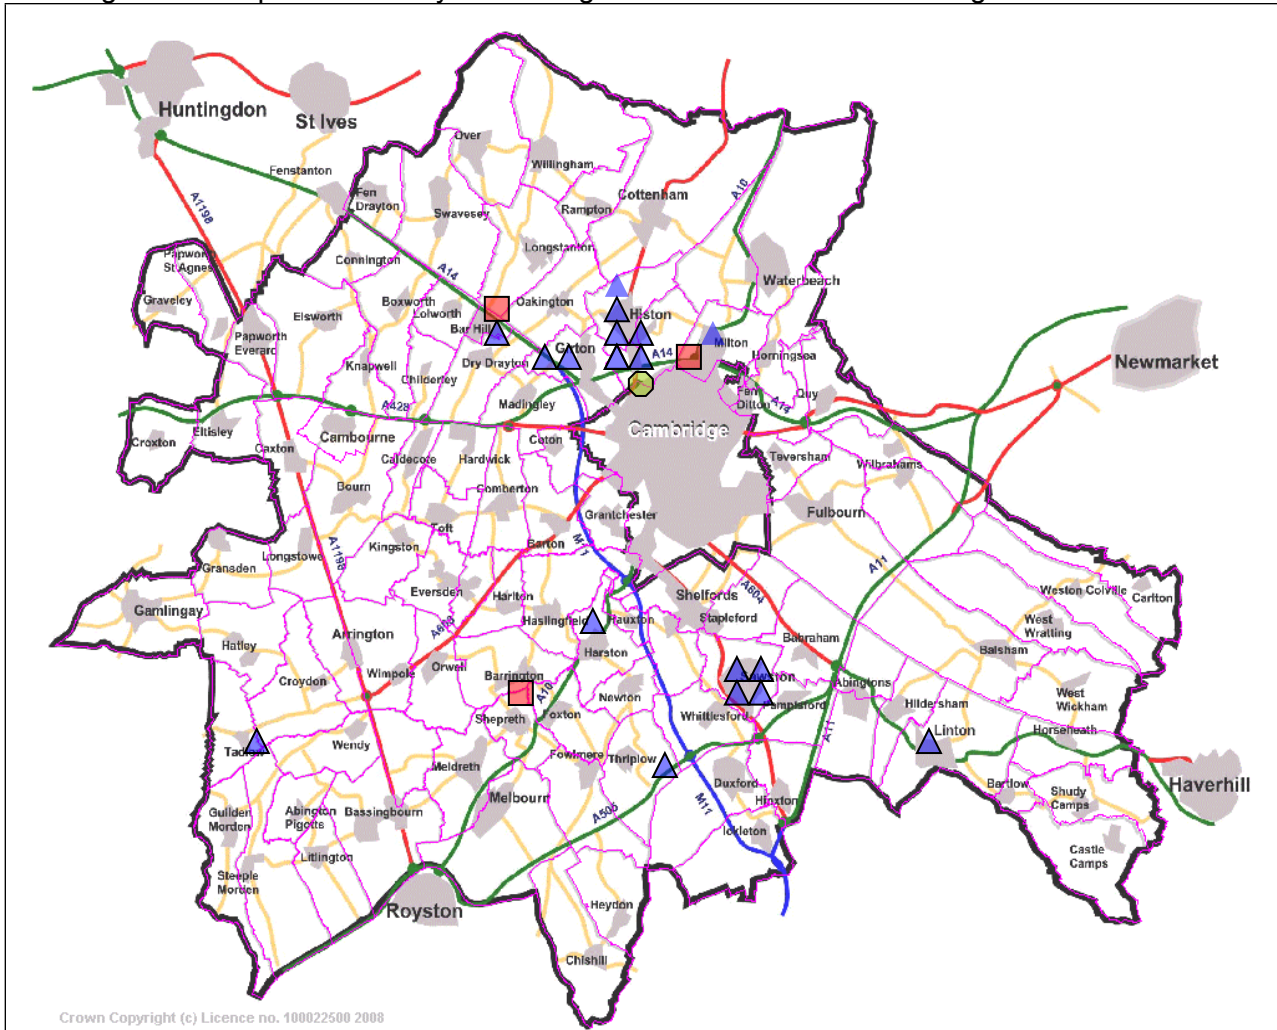 Huntingdon
St Ives
Over
Willingham
Fenstanton
Fen
Drayton
Cottenham
A10
A1198
Swavesey
Rampton
Longstanton
Papworth
St Agnes
Connington
A14
Waterbeach
Graveley
Boxworth
Oakington
Elsworth
Lolworth
Histon
Bar Hill
Papworth
Everard
Milton
Girton
A14
Horningsea
Newmarket
Dry Drayton
Knapwell
Childerley
Fen
Ditton
Quy
A14
A428
Madingley
Eltisley
Cambridge
Croxton
Cambourne
Coton
Caxton
Caldecote
Hardwick
Teversham
Wilbrahams
Bourn
Comberton
Grantchester
Fulbourn
Toft
Longstowe
A1198
Kingston
Barton
M11
Gransden
A11
Eversden
Harlton
Shelfords
A604
Weston Colville
Carlton
Gamlingay
Haslingfield
Hauxton
Stapleford
West
Wratting
Arrington
A603
Babraham
Hatley
Harston
Balsham
Orwell
Wimpole
Barrington
Sawston
Croydon
Abingtons
A10
Newton
West
Wickham
Pampisford
Hildersham
Shepreth
Foxton
Whittlesford
Linton
Horseheath
Tadlow
Wendy
A11
Fowlmere
Thriplow
Meldreth
Duxford
Bartlow
Haverhill
Melbourn
Shudy
Camps
Hinxton
M11
Guilden
Morden
Abington
Pigotts
Bassingbourn
A505
Ickleton
Litlington
Castle
Camps
Steeple
Morden
Royston
Heydon
Chishill
Crown Copyright (c) Licence no. 100022500 2008